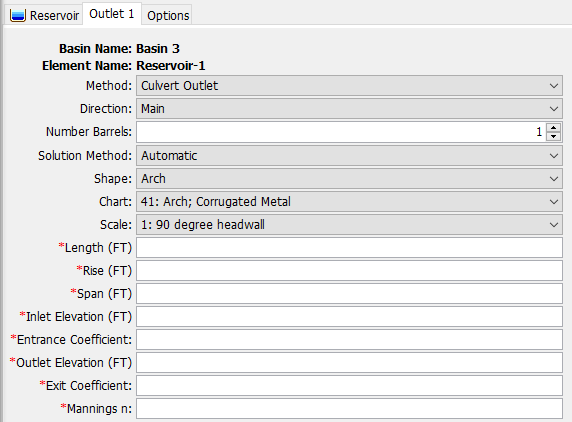 Reservoir Outlet 1 Options
Basin Name: Basin 3
Element Name: Reservoir-1
Method: Culvert Outlet
Direction: Main
Number Barrels: 1
Solution Method: Automatic
Shape: Arch
Chart: 41: Arch; Corrugated Metal
Scale: 1: 90 degree headwall
*Length (FT)
*Rise (FT)
*Span (FT)
*Inlet Elevation (FT)
*Entrance Coefficient:
*Outlet Elevation (FT)
*Exit Coefficient:
*Mannings n: